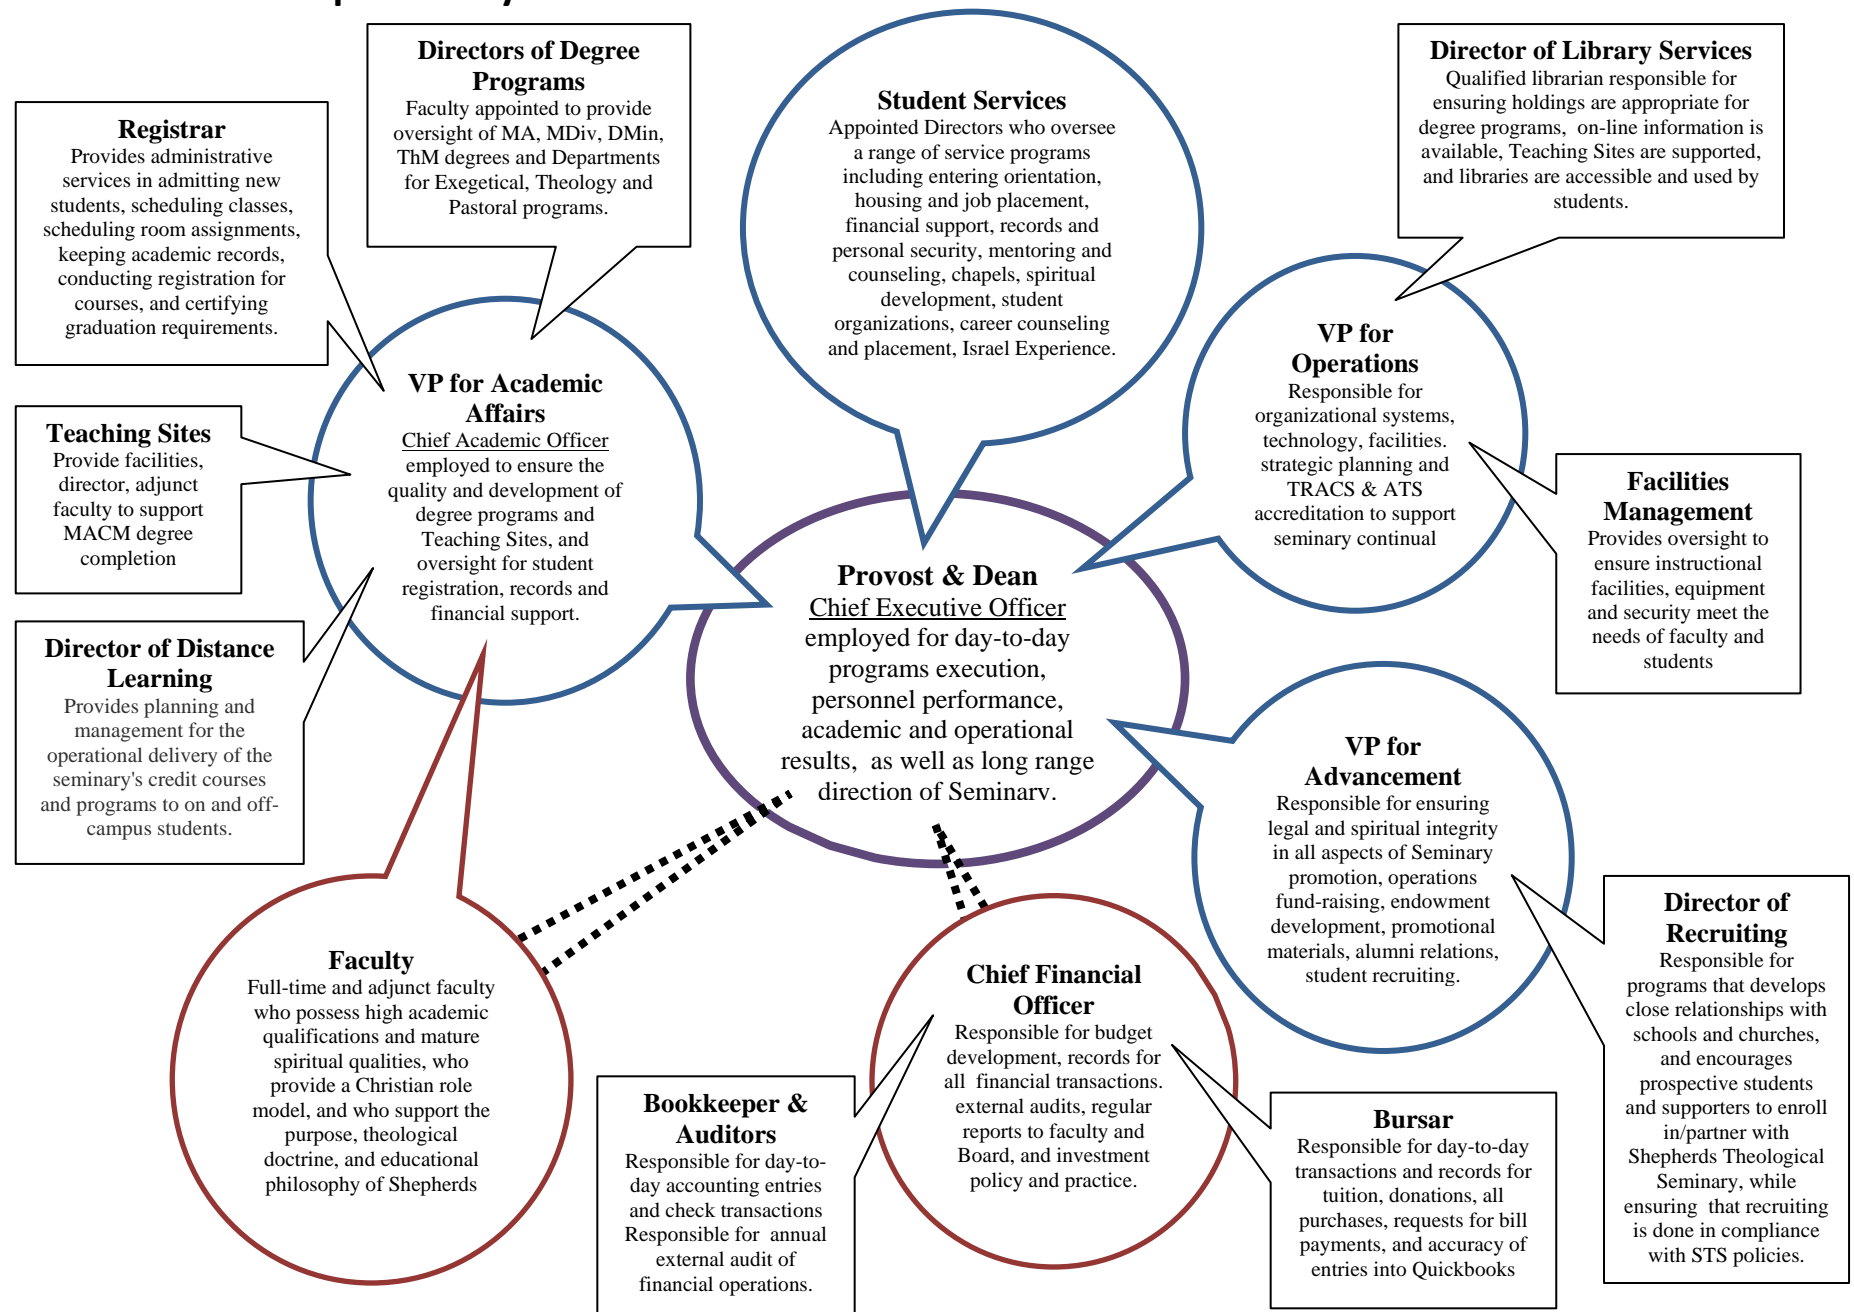 Directors of Degree
Programs
Faculty appointed to provide
oversight of MA, MDiv, DMin,
ThM degrees and Departments
for Exegetical, Theology and
Pastoral programs.
Student Services
Appointed Directors who oversee
a range of service programs
including entering orientation,
housing and job placement,
financial support, records and
personal security, mentoring and
counseling, chapels, spiritual
development, student
organizations, career counseling
and placement, Israel Experience.
Director of Library Services
Qualified librarian responsible for
ensuring holdings are appropriate for
degree programs, on-line information is
available, Teaching Sites are supported,
and libraries are accessible and used by
students.
Registrar
Provides administrative
services in admitting new
students, scheduling classes,
scheduling room assignments,
keeping academic records,
conducting registration for
courses, and certifying
graduation requirements.
VP for Academic
Affairs
Chief Academic Officer
employed to ensure the
quality and development of
degree programs and
Teaching Sites, and
oversight for student
registration, records and
financial support.
VP for
Operations
Responsible for
organizational systems,
technology, facilities.
strategic planning and
TRACS & ATS
accreditation to support
seminary continual
Teaching Sites
Provide facilities,
director, adjunct
faculty to support
MACM degree
completion
Facilities
Management
Provides oversight to
ensure instructional
facilities, equipment
and security meet the
needs of faculty and
students
Provost & Dean
Chief Executive Officer
employed for day-to-day
programs execution,
personnel performance,
academic and operational
results, as well as long range
direction of Seminary.
Director of Distance
Learning
Provides planning and
management for the
operational delivery of the
seminary's credit courses
and programs to on and off-
campus students.
VP for
Advancement
Responsible for ensuring
legal and spiritual integrity
in all aspects of Seminary
promotion, operations
fund-raising, endowment
development, promotional
materials, alumni relations,
student recruiting.
Faculty
Full-time and adjunct faculty
who possess high academic
qualifications and mature
spiritual qualities, who
provide a Christian role
model, and who support the
purpose, theological
doctrine, and educational
philosophy of Shepherds
Chief Financial
Officer
Responsible for budget
development, records for
all financial transactions.
external audits, regular
reports to faculty and
Board, and investment
policy and practice.
Director of
Recruiting
Responsible for
programs that develops
close relationships with
schools and churches,
and encourages
prospective students
and supporters to enroll
in/partner with
Shepherds Theological
Seminary, while
ensuring that recruiting
is done in compliance
with STS policies.
Bookkeeper &
Auditors
Responsible for day-to-
day accounting entries
and check transactions
Responsible for annual
external audit of
financial operations.
Bursar
Responsible for day-to-day
transactions and records for
tuition, donations, all
purchases, requests for bill
payments, and accuracy of
entries into Quickbooks